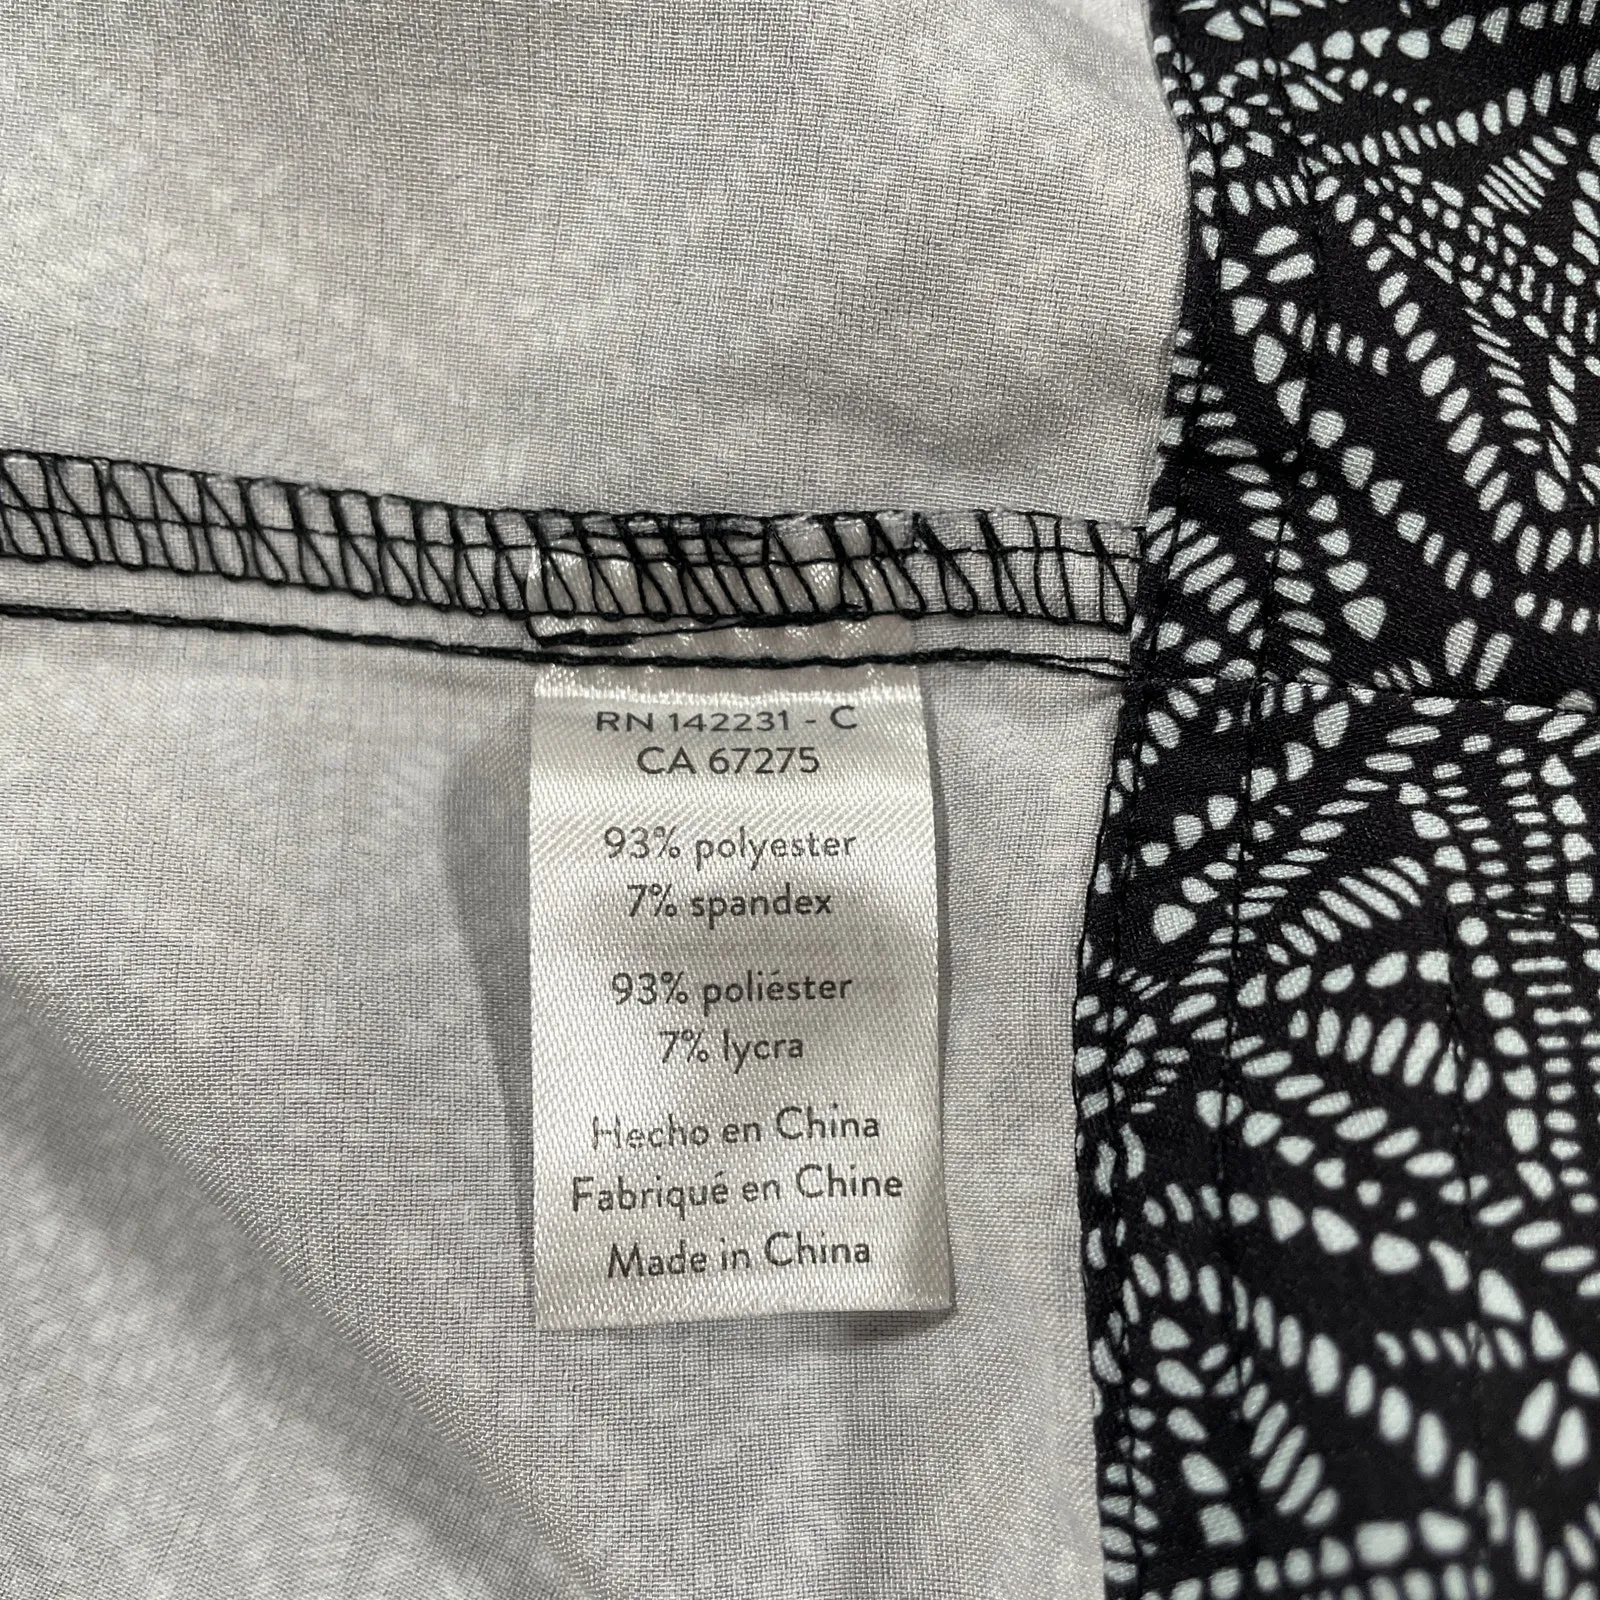 RN 142231 - C
CA 67275
93% polyester
7% spandex
93% poliéster
7% lycra
Hecho en China
Fabriqué en Chine
Made in China